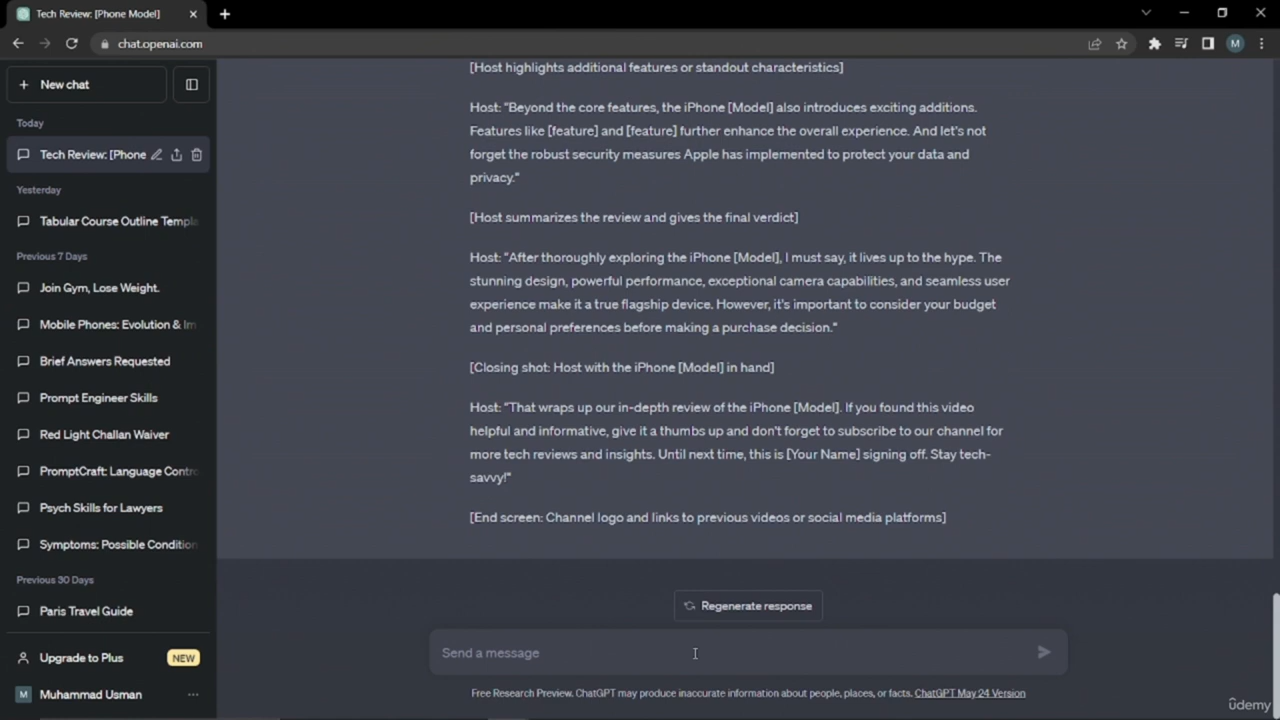 Tech Review: [Phone Model]
chat.openai.com
M
New chat
Today
Tech Review: [Phone
Yesterday
Tabular Course Outline Templa
Previous 7 Days
Join Gym, Lose Weight.
Mobile Phones: Evolution & Im
Brief Answers Requested
Prompt Engineer Skills
Red Light Challan Waiver
PromptCraft: Language Contro
Psych Skills for Lawyers
Symptoms: Possible Condition
Previous 30 Days
Paris Travel Guide
Upgrade to Plus
NEW
M
Muhammad Usman
[Host highlights additional features or standout characteristics]
Host: "Beyond the core features, the iPhone [Model] also introduces exciting additions.
Features like [feature] and [feature] further enhance the overall experience. And let's not
forget the robust security measures Apple has implemented to protect your data and
privacy."
[Host summarizes the review and gives the final verdict]
Host: "After thoroughly exploring the iPhone [Model], I must say, it lives up to the hype. The
stunning design, powerful performance, exceptional camera capabilities, and seamless user
experience make it a true flagship device. However, it's important to consider your budget
and personal preferences before making a purchase decision."
[Closing shot: Host with the iPhone [Model] in hand]
Host: "That wraps up our in-depth review of the iPhone [Model]. If you found this video
helpful and informative, give it a thumbs up and don't forget to subscribe to our channel for
more tech reviews and insights. Until next time, this is [Your Name] signing off. Stay tech-
savvy!"
[End screen: Channel logo and links to previous videos or social media platforms]
Regenerate response
Send a message
Free Research Preview. ChatGPT may produce inaccurate information about people, places, or facts. ChatGPT May 24 Version
ûdemy